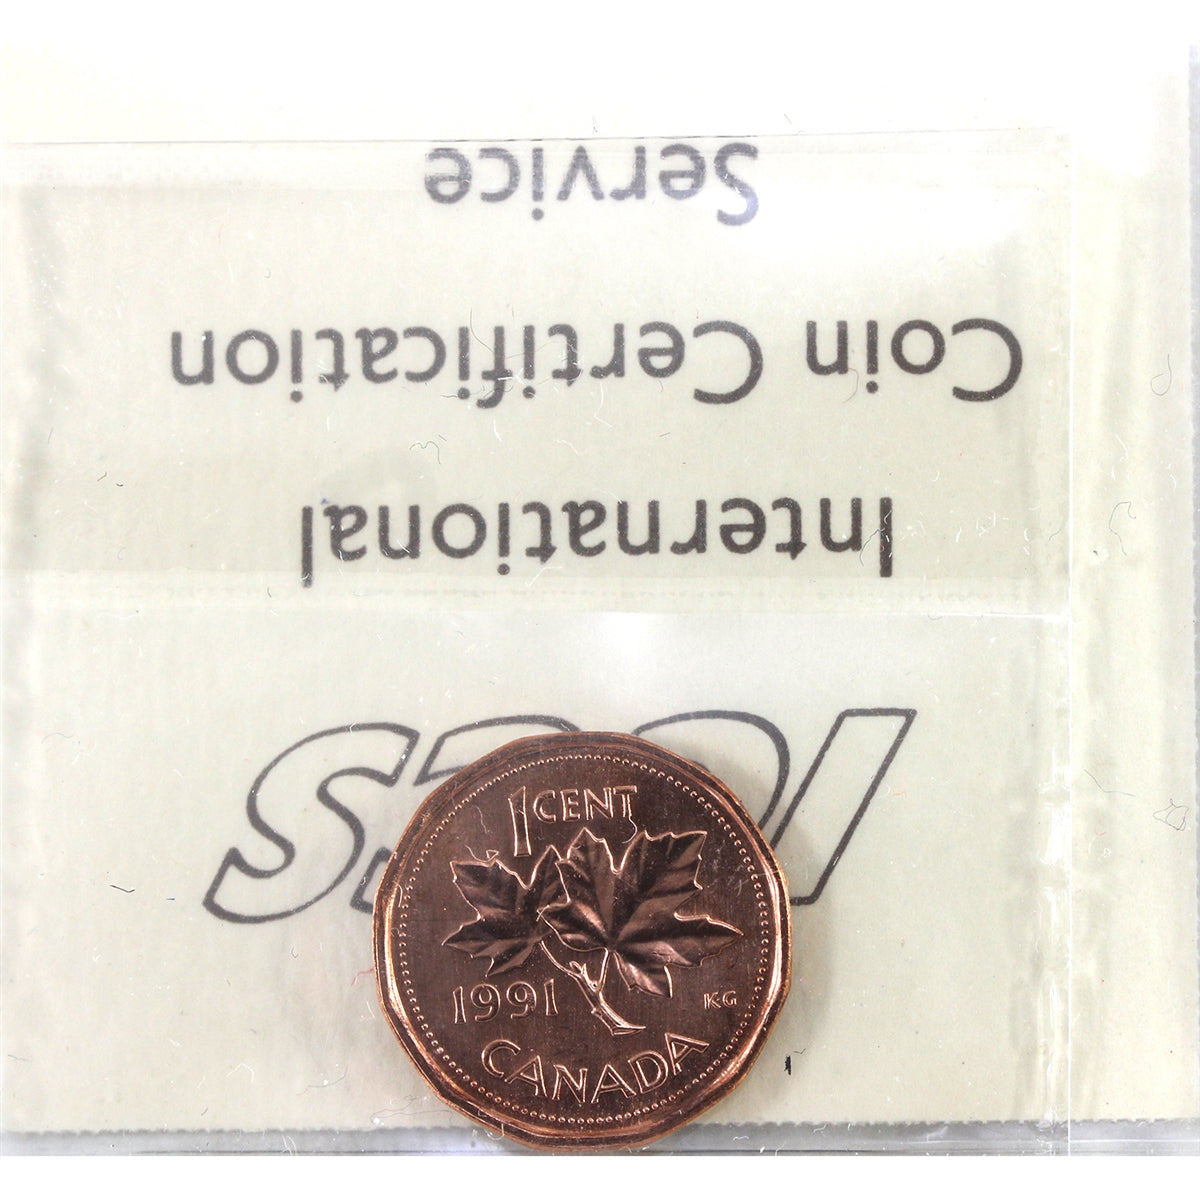 ICCS
International
Coin Certification
Service
1 CENT
1991
KG
CANADA